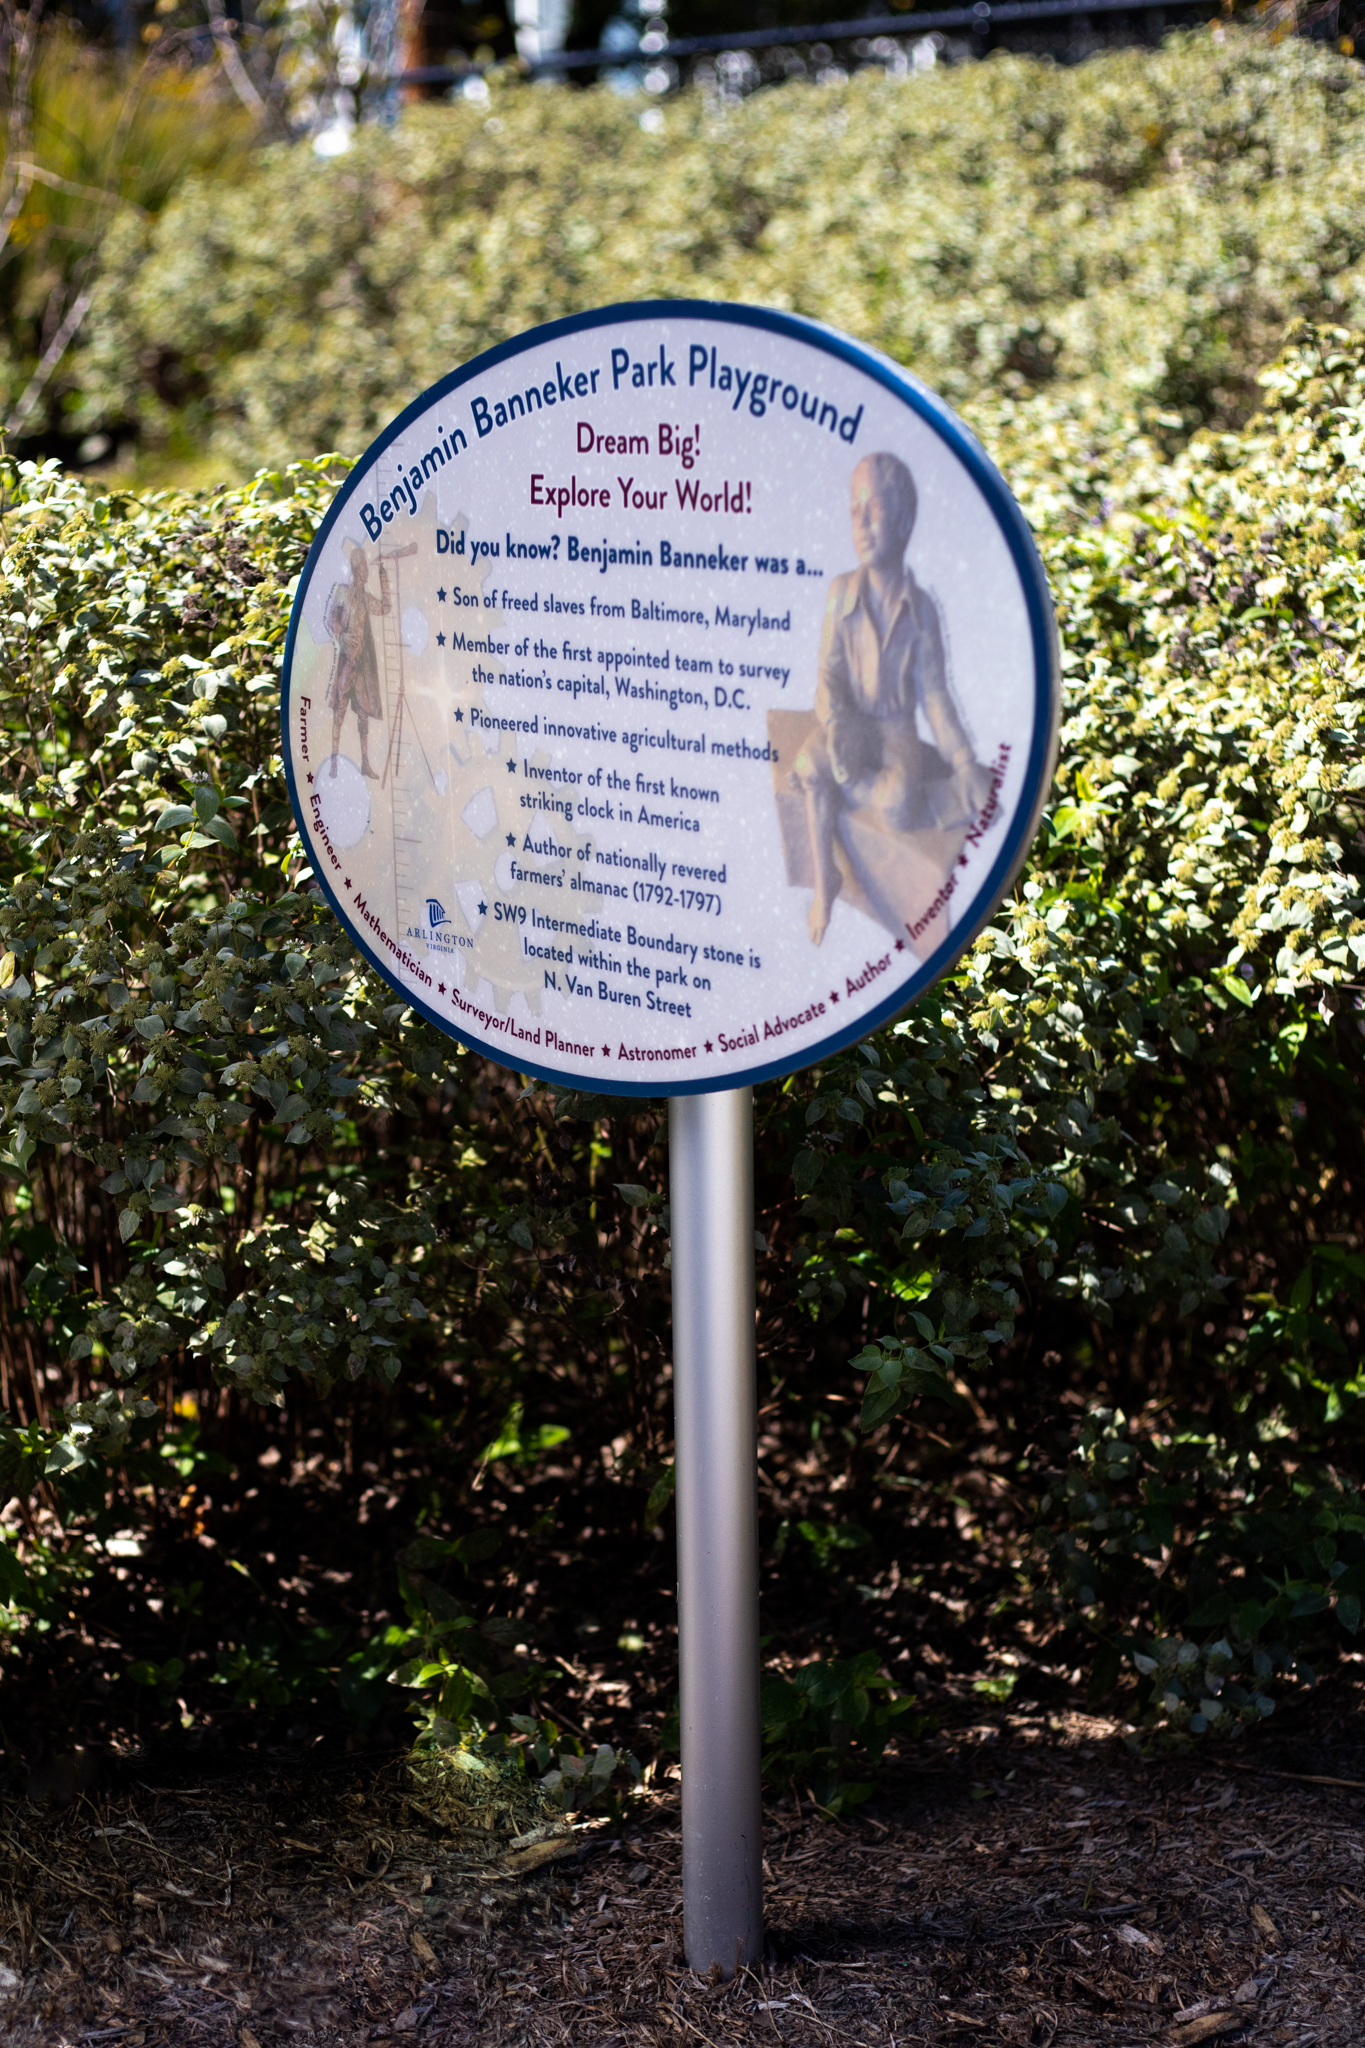 Benjamin Banneker Park Playground
Dream Big!
Explore Your World!
Did you know? Benjamin Banneker was a...
★ Son of freed slaves from Baltimore, Maryland
★ Member of the first appointed team to survey
the nation's capital, Washington, D.C.
★ Pioneered innovative agricultural methods
★ Inventor of the first known
striking clock in America
★ Author of nationally revered
farmers' almanac (1792-1797)
★ SW9 Intermediate Boundary stone is
located within the park on
N. Van Buren Street
ARLINGTON
VIRGINIA
Farmer ★ Engineer ★ Mathematician ★ Surveyor/Land Planner ★ Astronomer ★ Social Advocate ★ Author ★ Inventor ★ Naturalist